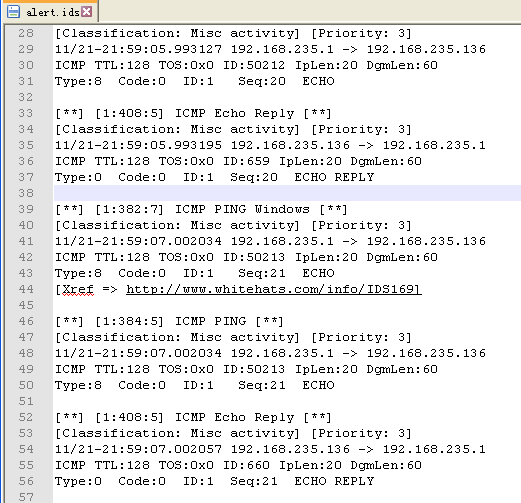 alert.ids
28 [Classification: Misc activity] [Priority: 3]
29 11/21-21:59:05.993127 192.168.235.1 -> 192.168.235.136
30 ICMP TTL:128 TOS:0x0 ID:50212 IpLen:20 DgmLen:60
31 Type:8  Code:0  ID:1   Seq:20  ECHO
32
33 [**] [1:408:5] ICMP Echo Reply [**]
34 [Classification: Misc activity] [Priority: 3]
35 11/21-21:59:05.993195 192.168.235.136 -> 192.168.235.1
36 ICMP TTL:128 TOS:0x0 ID:659 IpLen:20 DgmLen:60
37 Type:0  Code:0  ID:1  Seq:20  ECHO REPLY
38
39 [**] [1:382:7] ICMP PING Windows [**]
40 [Classification: Misc activity] [Priority: 3]
41 11/21-21:59:07.002034 192.168.235.1 -> 192.168.235.136
42 ICMP TTL:128 TOS:0x0 ID:50213 IpLen:20 DgmLen:60
43 Type:8  Code:0  ID:1   Seq:21  ECHO
44 [Xref => http://www.whitehats.com/info/IDS169]
45
46 [**] [1:384:5] ICMP PING [**]
47 [Classification: Misc activity] [Priority: 3]
48 11/21-21:59:07.002034 192.168.235.1 -> 192.168.235.136
49 ICMP TTL:128 TOS:0x0 ID:50213 IpLen:20 DgmLen:60
50 Type:8  Code:0  ID:1   Seq:21  ECHO
51
52 [**] [1:408:5] ICMP Echo Reply [**]
53 [Classification: Misc activity] [Priority: 3]
54 11/21-21:59:07.002057 192.168.235.136 -> 192.168.235.1
55 ICMP TTL:128 TOS:0x0 ID:660 IpLen:20 DgmLen:60
56 Type:0  Code:0  ID:1  Seq:21  ECHO REPLY
57